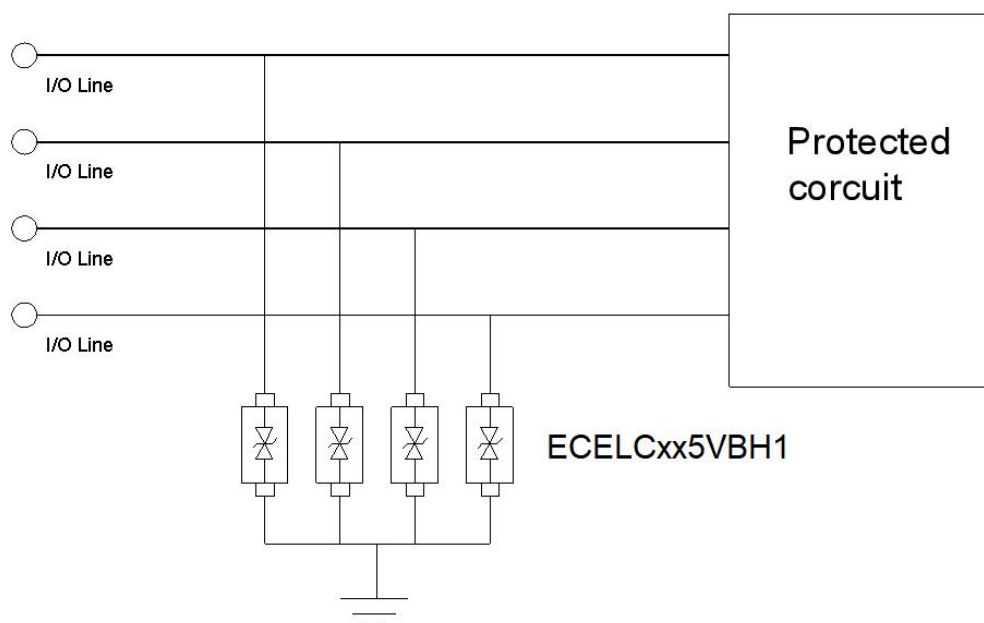 I/O Line
I/O Line
I/O Line
I/O Line
Protected
corcuit
ECELCxx5VBH1